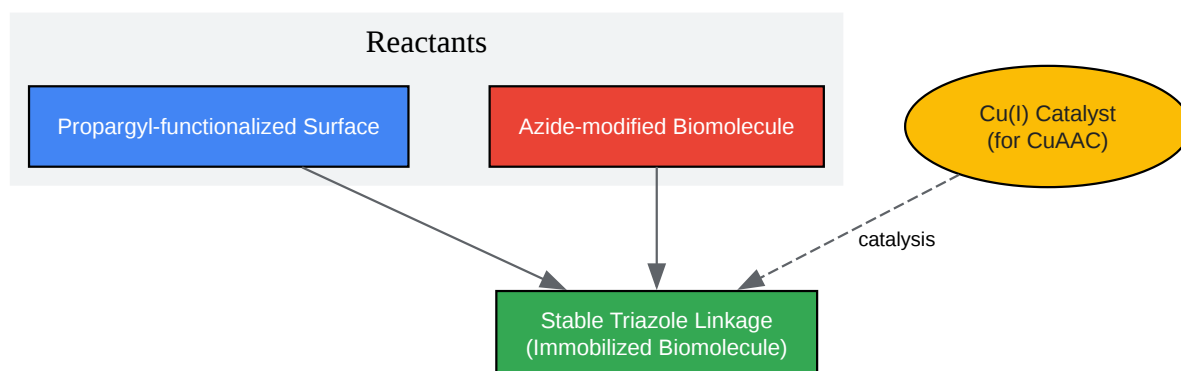 Reactants
Propargyl-functionalized Surface
Azide-modified Biomolecule
Cu(I) Catalyst
(for CuAAC)
catalysis
Stable Triazole Linkage
(Immobilized Biomolecule)